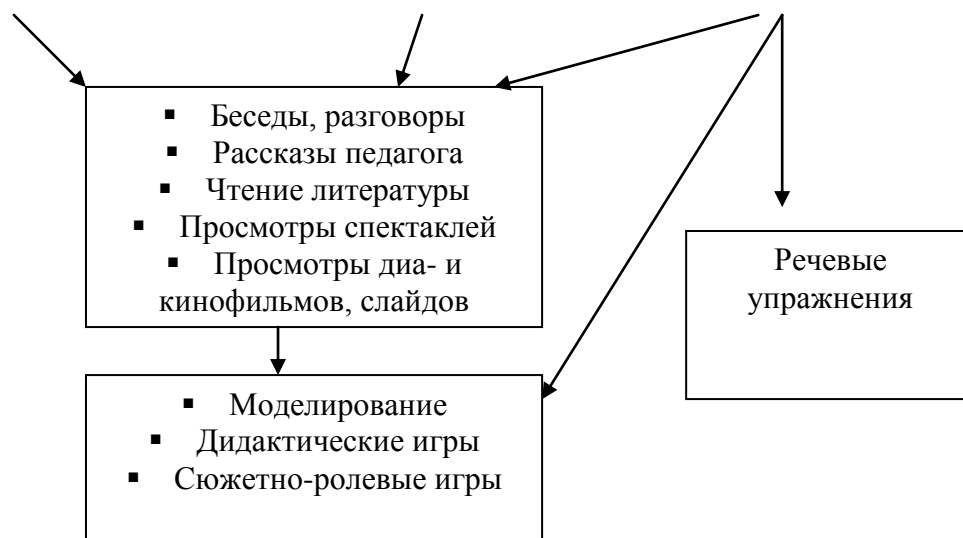 ▪ Беседы, разговоры
▪ Рассказы педагога
▪ Чтение литературы
▪ Просмотры спектаклей
▪ Просмотры диа- и
кинофильмов, слайдов
Речевые
упражнения
▪ Моделирование
▪ Дидактические игры
▪ Сюжетно-ролевые игры